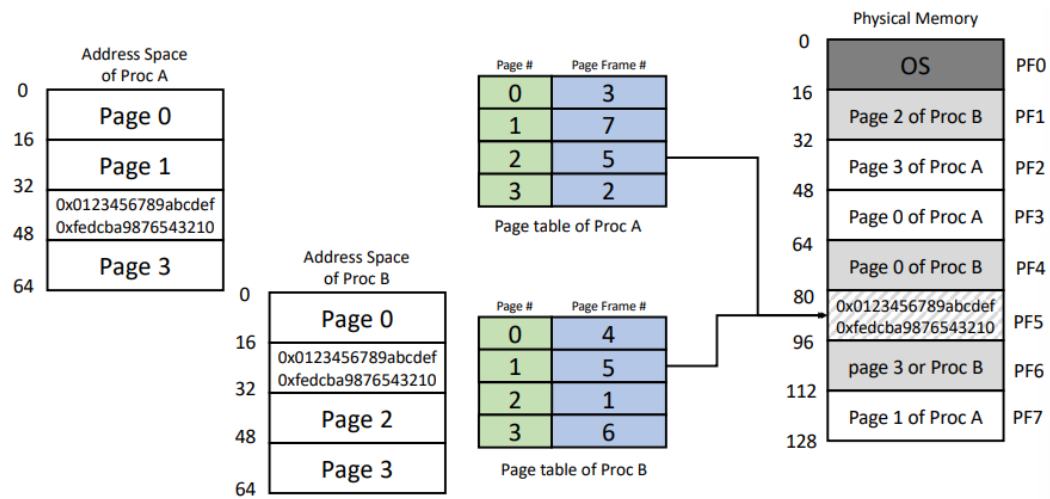 Address Space
of Proc A
0
Page 0
16
Page 1
32
0x0123456789abcdef
0xfedcba9876543210
48
Page 3
64
Address Space
of Proc B
0
Page 0
16
0x0123456789abcdef
0xfedcba9876543210
32
Page 2
48
Page 3
64
Page # Page Frame #
0 3
1 7
2 5
3 2
Page table of Proc A
Page # Page Frame #
0 4
1 5
2 1
3 6
Page table of Proc B
Physical Memory
0
OS PF0
16
Page 2 of Proc B PF1
32
Page 3 of Proc A PF2
48
Page 0 of Proc A PF3
64
Page 0 of Proc B PF4
80
0x0123456789abcdef
0xfedcba9876543210 PF5
96
page 3 or Proc B PF6
112
Page 1 of Proc A PF7
128